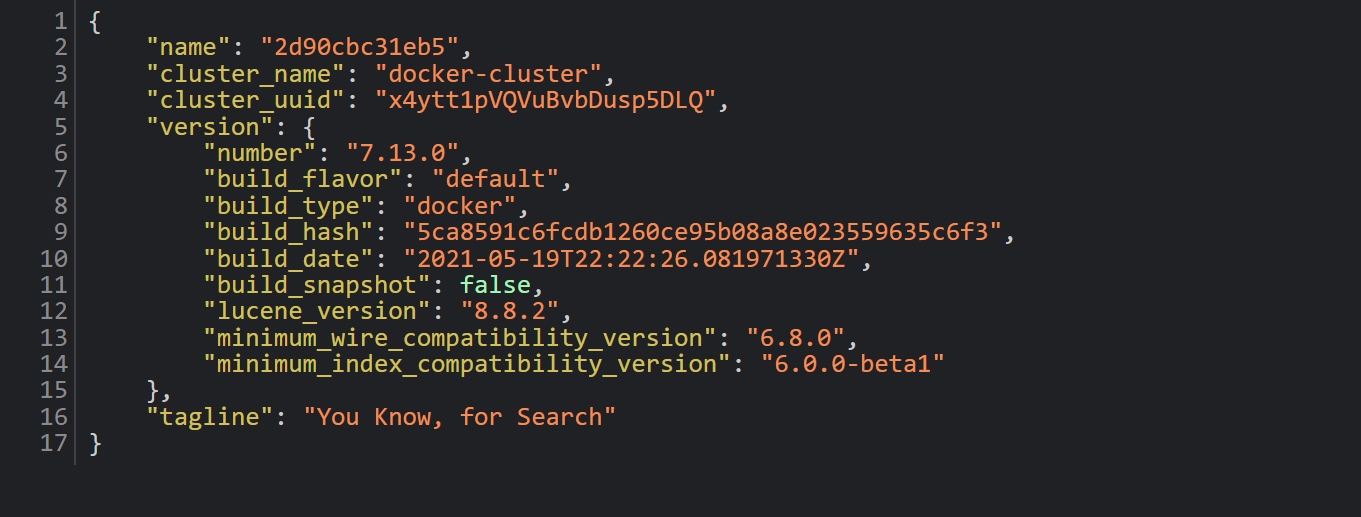 1 {
2     "name": "2d90cbc31eb5",
3     "cluster_name": "docker-cluster",
4     "cluster_uuid": "x4ytt1pVQVuBvbDusp5DLQ",
5     "version": {
6         "number": "7.13.0",
7         "build_flavor": "default",
8         "build_type": "docker",
9         "build_hash": "5ca8591c6fcdb1260ce95b08a8e023559635c6f3",
10         "build_date": "2021-05-19T22:22:26.081971330Z",
11         "build_snapshot": false,
12         "lucene_version": "8.8.2",
13         "minimum_wire_compatibility_version": "6.8.0",
14         "minimum_index_compatibility_version": "6.0.0-beta1"
15     },
16     "tagline": "You Know, for Search"
17 }